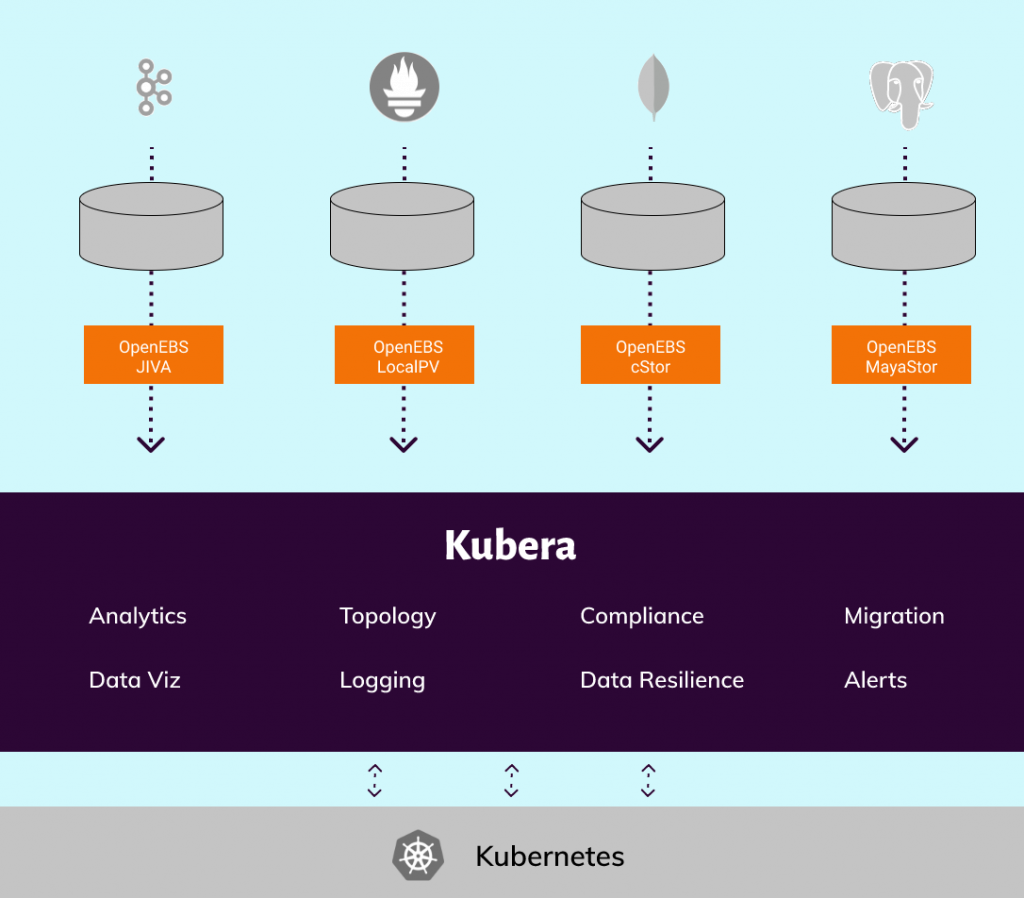 OpenEBS
JIVA
OpenEBS
LocalPV
OpenEBS
cStor
OpenEBS
MayaStor
Kubera
Analytics
Topology
Compliance
Migration
Data Viz
Logging
Data Resilience
Alerts
Kubernetes